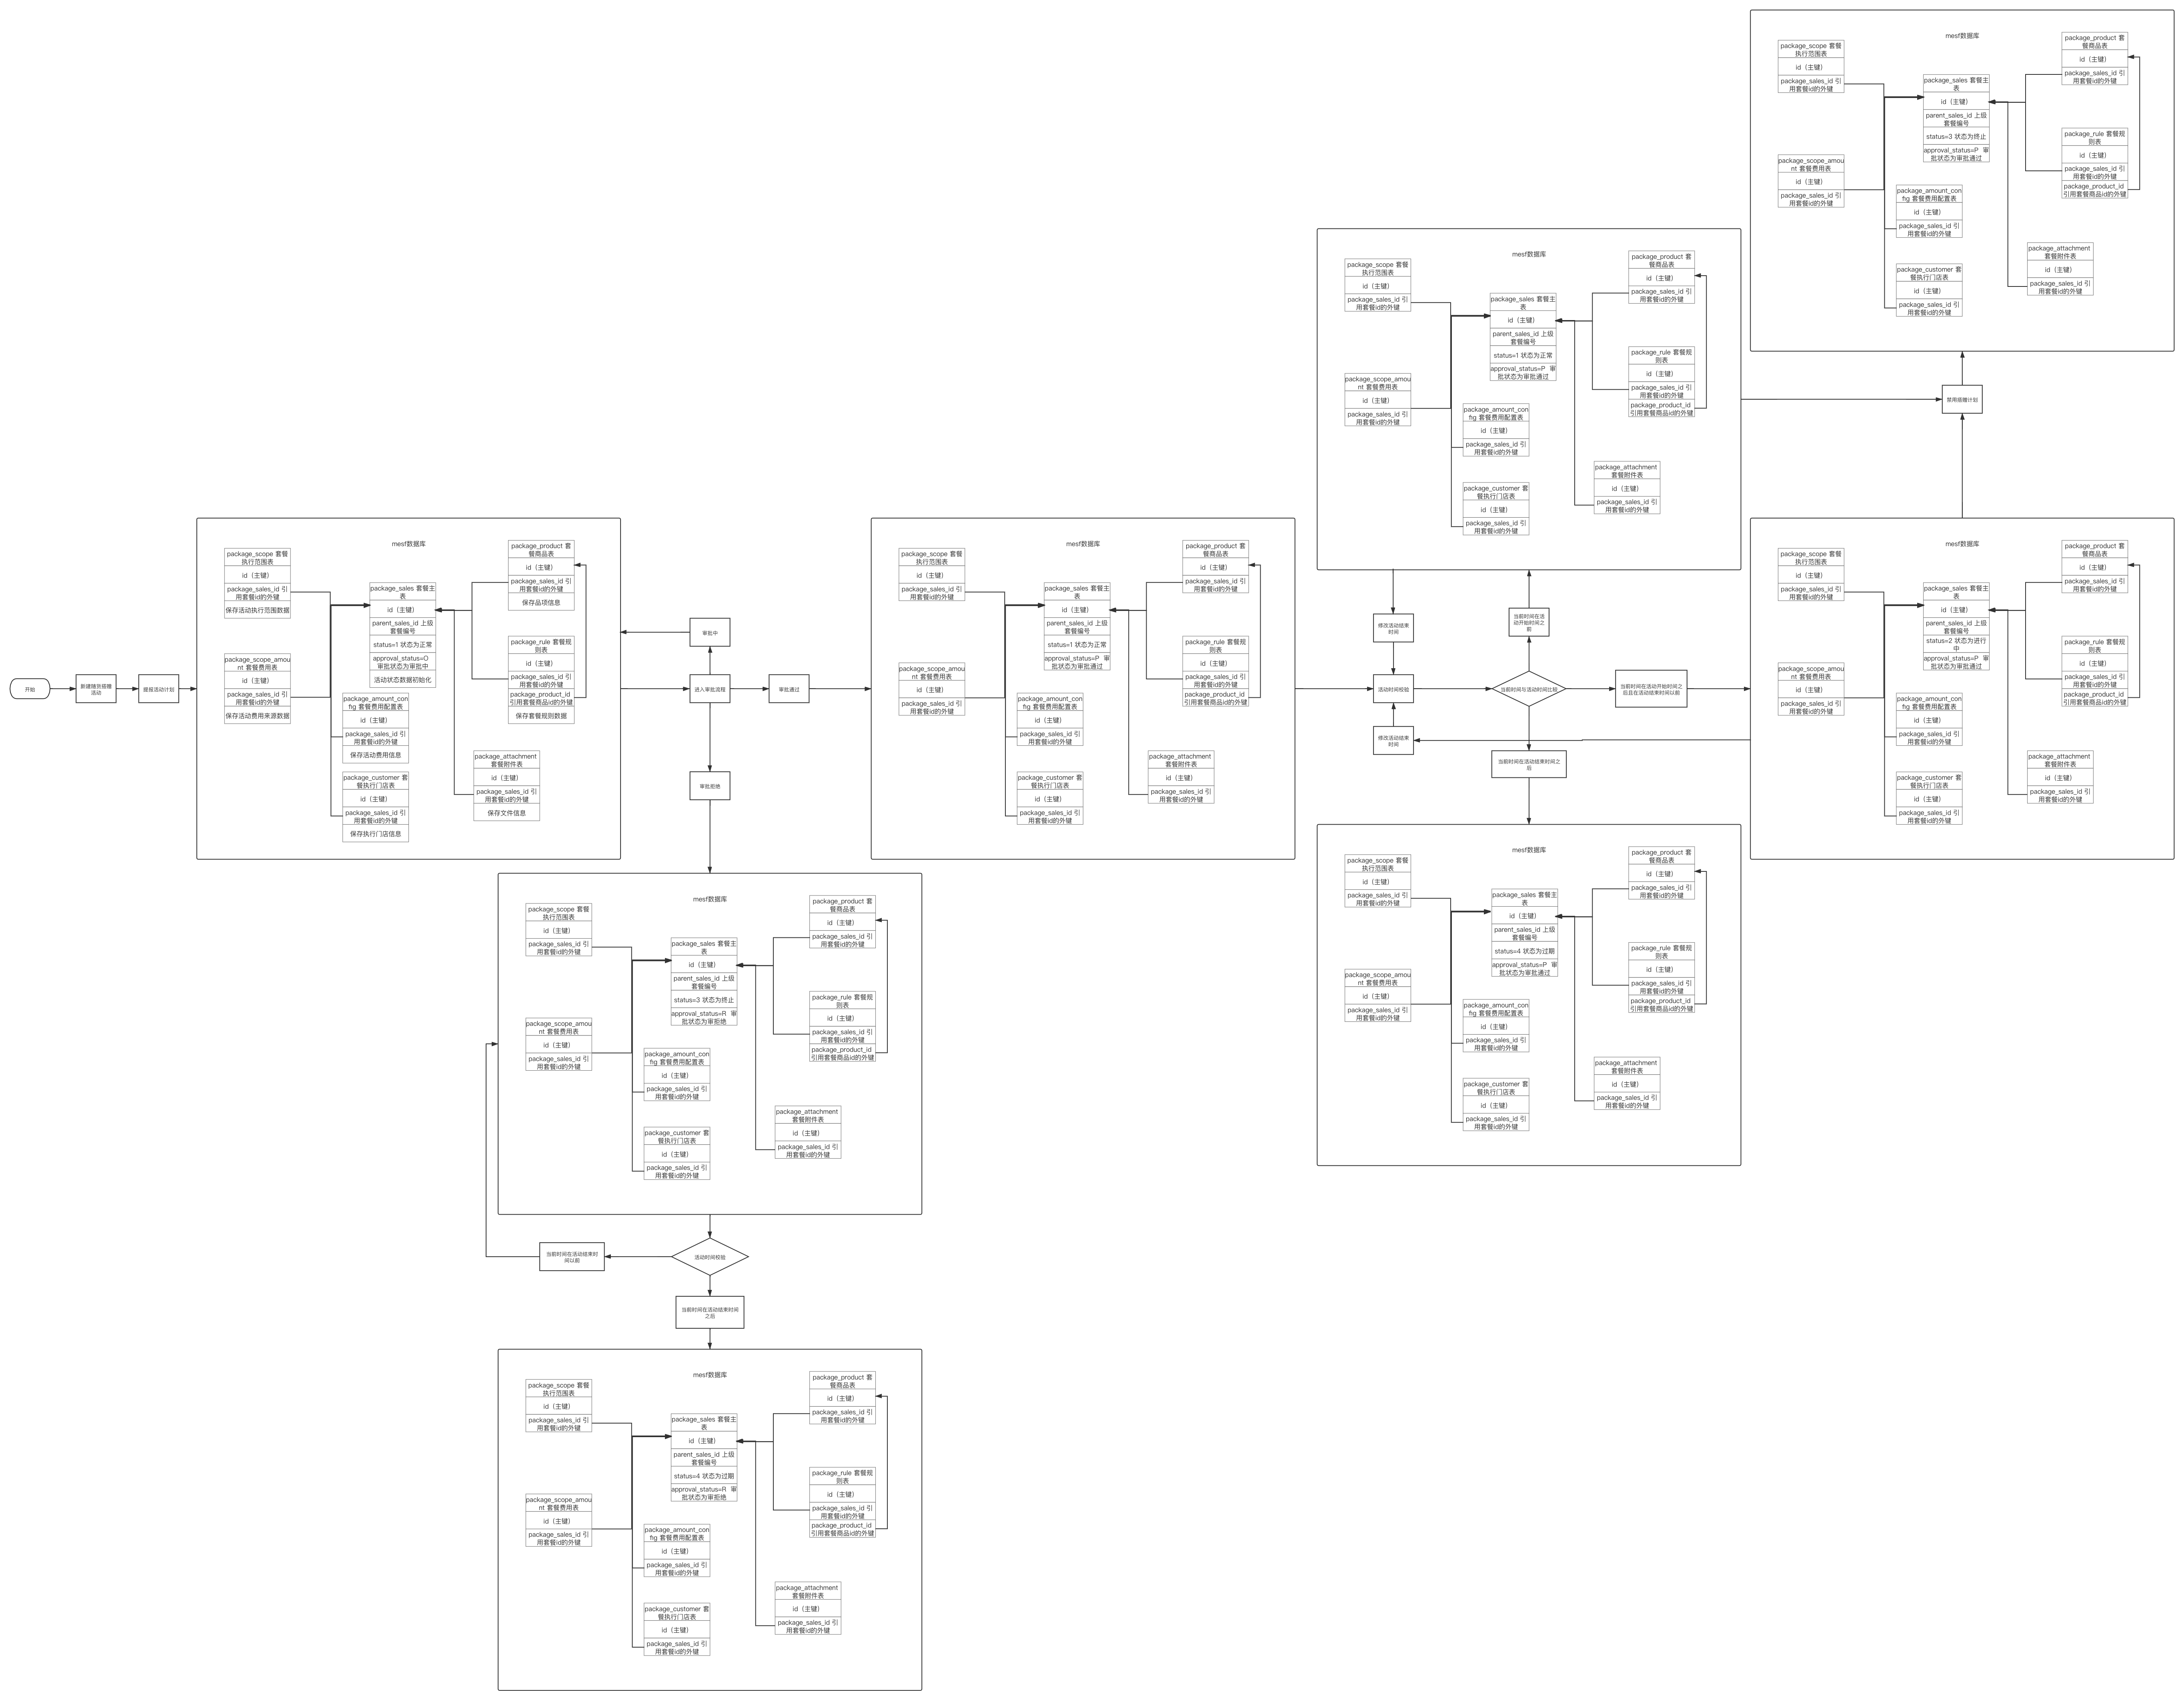 开始
新建随货搭赠
活动
提报活动计划
mesf数据库
package_scope 套餐
执行范围表
id（主键）
package_sales_id 引
用套餐id的外键
保存活动执行范围数据
package_scope_amou
nt 套餐费用表
id（主键）
package_sales_id 引
用套餐id的外键
保存活动费用来源数据
package_sales 套餐主
表
id（主键）
parent_sales_id 上级
套餐编号
status=1 状态为正常
approval_status=O
审批状态为审批中
活动状态数据初始化
package_amount_con
fig 套餐费用配置表
id（主键）
package_sales_id 引
用套餐id的外键
保存活动费用信息
package_customer 套
餐执行门店表
id（主键）
package_sales_id 引
用套餐id的外键
保存执行门店信息
package_product 套
餐商品表
id（主键）
package_sales_id 引
用套餐id的外键
保存品项信息
package_rule 套餐规
则表
id（主键）
package_sales_id 引
用套餐id的外键
package_product_id
引用套餐商品id的外键
保存套餐规则数据
package_attachment
套餐附件表
id（主键）
package_sales_id 引
用套餐id的外键
保存文件信息
审批中
进入审批流程
审批通过
审批拒绝
mesf数据库
package_scope 套餐
执行范围表
id（主键）
package_sales_id 引
用套餐id的外键
package_scope_amou
nt 套餐费用表
id（主键）
package_sales_id 引
用套餐id的外键
package_sales 套餐主
表
id（主键）
parent_sales_id 上级
套餐编号
status=1 状态为正常
approval_status=P 审
批状态为审批通过
package_amount_con
fig 套餐费用配置表
id（主键）
package_sales_id 引
用套餐id的外键
package_customer 套
餐执行门店表
id（主键）
package_sales_id 引
用套餐id的外键
package_product 套
餐商品表
id（主键）
package_sales_id 引
用套餐id的外键
package_rule 套餐规
则表
id（主键）
package_sales_id 引
用套餐id的外键
package_product_id
引用套餐商品id的外键
package_attachment
套餐附件表
id（主键）
package_sales_id 引
用套餐id的外键
mesf数据库
package_scope 套餐
执行范围表
id（主键）
package_sales_id 引
用套餐id的外键
package_scope_amou
nt 套餐费用表
id（主键）
package_sales_id 引
用套餐id的外键
package_sales 套餐主
表
id（主键）
parent_sales_id 上级
套餐编号
status=3 状态为终止
approval_status=R 审
批状态为审拒绝
package_amount_con
fig 套餐费用配置表
id（主键）
package_sales_id 引
用套餐id的外键
package_customer 套
餐执行门店表
id（主键）
package_sales_id 引
用套餐id的外键
package_product 套
餐商品表
id（主键）
package_sales_id 引
用套餐id的外键
package_rule 套餐规
则表
id（主键）
package_sales_id 引
用套餐id的外键
package_product_id
引用套餐商品id的外键
package_attachment
套餐附件表
id（主键）
package_sales_id 引
用套餐id的外键
活动时间校验
当前时间在活动结束时
间以前
当前时间在活动结束时间
之后
mesf数据库
package_scope 套餐
执行范围表
id（主键）
package_sales_id 引
用套餐id的外键
package_scope_amou
nt 套餐费用表
id（主键）
package_sales_id 引
用套餐id的外键
package_sales 套餐主
表
id（主键）
parent_sales_id 上级
套餐编号
status=4 状态为过期
approval_status=R 审
批状态为审拒绝
package_amount_con
fig 套餐费用配置表
id（主键）
package_sales_id 引
用套餐id的外键
package_customer 套
餐执行门店表
id（主键）
package_sales_id 引
用套餐id的外键
package_product 套
餐商品表
id（主键）
package_sales_id 引
用套餐id的外键
package_rule 套餐规
则表
id（主键）
package_sales_id 引
用套餐id的外键
package_product_id
引用套餐商品id的外键
package_attachment
套餐附件表
id（主键）
package_sales_id 引
用套餐id的外键
mesf数据库
package_scope 套餐
执行范围表
id（主键）
package_sales_id 引
用套餐id的外键
package_scope_amou
nt 套餐费用表
id（主键）
package_sales_id 引
用套餐id的外键
package_sales 套餐主
表
id（主键）
parent_sales_id 上级
套餐编号
status=1 状态为正常
approval_status=P 审
批状态为审批通过
package_amount_con
fig 套餐费用配置表
id（主键）
package_sales_id 引
用套餐id的外键
package_customer 套
餐执行门店表
id（主键）
package_sales_id 引
用套餐id的外键
package_product 套
餐商品表
id（主键）
package_sales_id 引
用套餐id的外键
package_rule 套餐规
则表
id（主键）
package_sales_id 引
用套餐id的外键
package_product_id
引用套餐商品id的外键
package_attachment
套餐附件表
id（主键）
package_sales_id 引
用套餐id的外键
修改活动结束
时间
当前时间在活
动开始时间之
前
活动时间校验
当前时间与活动时间比较
当前时间在活动开始时间之
后且在活动结束时间以前
修改活动结束
时间
当前时间在活动结束时间之
后
mesf数据库
package_scope 套餐
执行范围表
id（主键）
package_sales_id 引
用套餐id的外键
package_scope_amou
nt 套餐费用表
id（主键）
package_sales_id 引
用套餐id的外键
package_sales 套餐主
表
id（主键）
parent_sales_id 上级
套餐编号
status=4 状态为过期
approval_status=P 审
批状态为审批通过
package_amount_con
fig 套餐费用配置表
id（主键）
package_sales_id 引
用套餐id的外键
package_customer 套
餐执行门店表
id（主键）
package_sales_id 引
用套餐id的外键
package_product 套
餐商品表
id（主键）
package_sales_id 引
用套餐id的外键
package_rule 套餐规
则表
id（主键）
package_sales_id 引
用套餐id的外键
package_product_id
引用套餐商品id的外键
package_attachment
套餐附件表
id（主键）
package_sales_id 引
用套餐id的外键
mesf数据库
package_scope 套餐
执行范围表
id（主键）
package_sales_id 引
用套餐id的外键
package_scope_amou
nt 套餐费用表
id（主键）
package_sales_id 引
用套餐id的外键
package_sales 套餐主
表
id（主键）
parent_sales_id 上级
套餐编号
status=3 状态为终止
approval_status=P 审
批状态为审批通过
package_amount_con
fig 套餐费用配置表
id（主键）
package_sales_id 引
用套餐id的外键
package_customer 套
餐执行门店表
id（主键）
package_sales_id 引
用套餐id的外键
package_product 套
餐商品表
id（主键）
package_sales_id 引
用套餐id的外键
package_rule 套餐规
则表
id（主键）
package_sales_id 引
用套餐id的外键
package_product_id
引用套餐商品id的外键
package_attachment
套餐附件表
id（主键）
package_sales_id 引
用套餐id的外键
禁用搭赠计划
mesf数据库
package_scope 套餐
执行范围表
id（主键）
package_sales_id 引
用套餐id的外键
package_scope_amou
nt 套餐费用表
id（主键）
package_sales_id 引
用套餐id的外键
package_sales 套餐主
表
id（主键）
parent_sales_id 上级
套餐编号
status=2 状态为进行
中
approval_status=P 审
批状态为审批通过
package_amount_con
fig 套餐费用配置表
id（主键）
package_sales_id 引
用套餐id的外键
package_customer 套
餐执行门店表
id（主键）
package_sales_id 引
用套餐id的外键
package_product 套
餐商品表
id（主键）
package_sales_id 引
用套餐id的外键
package_rule 套餐规
则表
id（主键）
package_sales_id 引
用套餐id的外键
package_product_id
引用套餐商品id的外键
package_attachment
套餐附件表
id（主键）
package_sales_id 引
用套餐id的外键